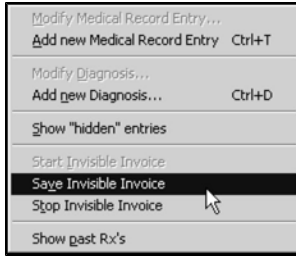 Modify Medical Record Entry...
Add new Medical Record Entry Ctrl+T
Modify Diagnosis...
Add new Diagnosis... Ctrl+D
Show "hidden" entries
Start Invisible Invoice
Save Invisible Invoice
Stop Invisible Invoice
Show past Rx's